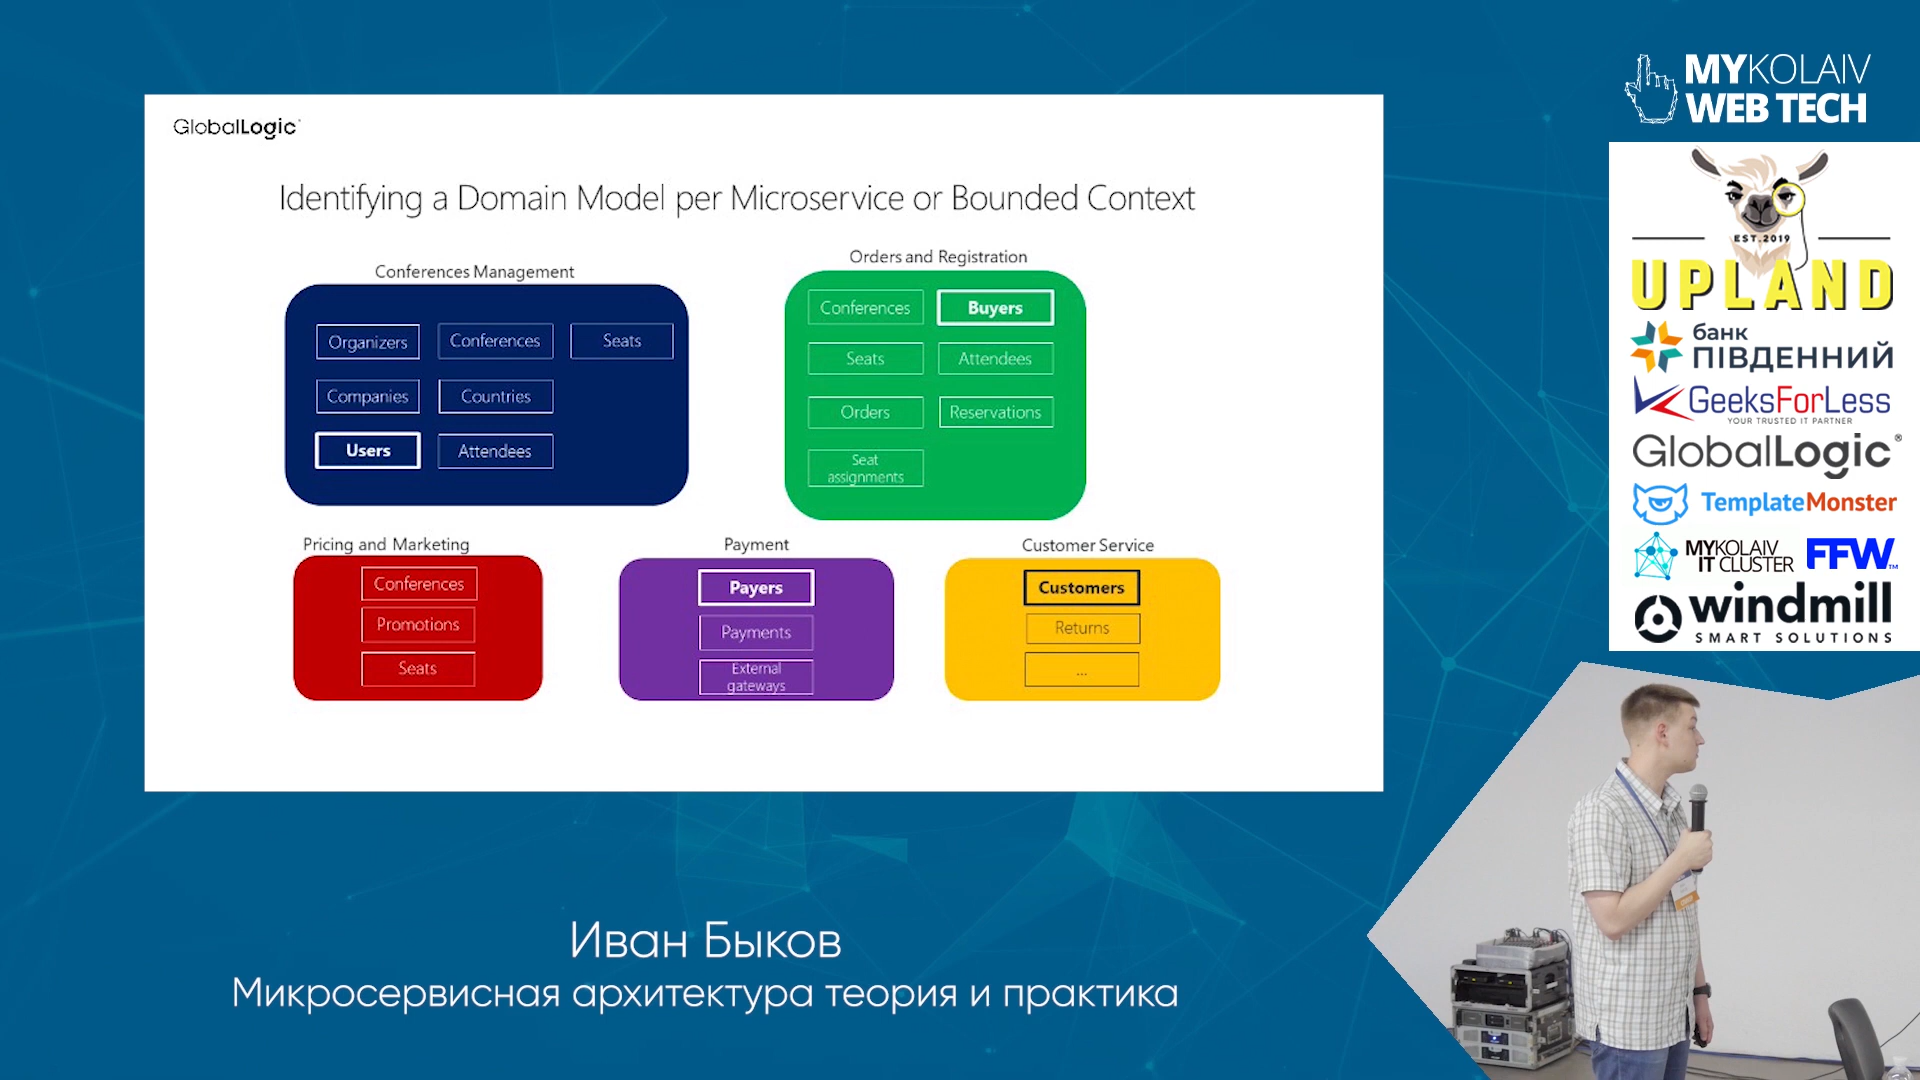 GlobalLogic
Identifying a Domain Model per Microservice or Bounded Context
Conferences Management
Organizers
Conferences
Seats
Companies
Countries
Users
Attendees
Orders and Registration
Conferences
Buyers
Seats
Attendees
Orders
Reservations
Seat
assignments
Pricing and Marketing
Conferences
Promotions
Seats
Payment
Payers
Payments
External
gateways
Customer Service
Customers
Returns
...
Иван Быков
Микросервисная архитектура теория и практика
MYKOLAIV
WEB TECH
EST.2019
UPLAND
банк
ПІВДЕННИЙ
GeeksForLess
YOUR TRUSTED IT PARTNER
GlobalLogic®
TemplateMonster
MYKOLAIV
IT CLUSTER
FFW™
windmill
SMART SOLUTIONS